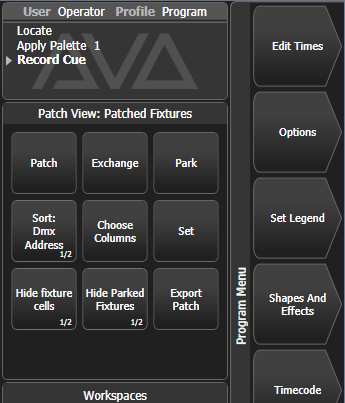 User Operator Profile Program
Locate
Apply Palette 1
Record Cue
AVA
Patch View: Patched Fixtures
Patch
Exchange
Park
Sort:
Dmx
Address
1/2
Choose
Columns
Set
Hide fixture
cells
1/2
Hide Parked
Fixtures
1/2
Export
Patch
Workspaces
Program Menu
Edit Times
Options
Set Legend
Shapes And
Effects
Timecode